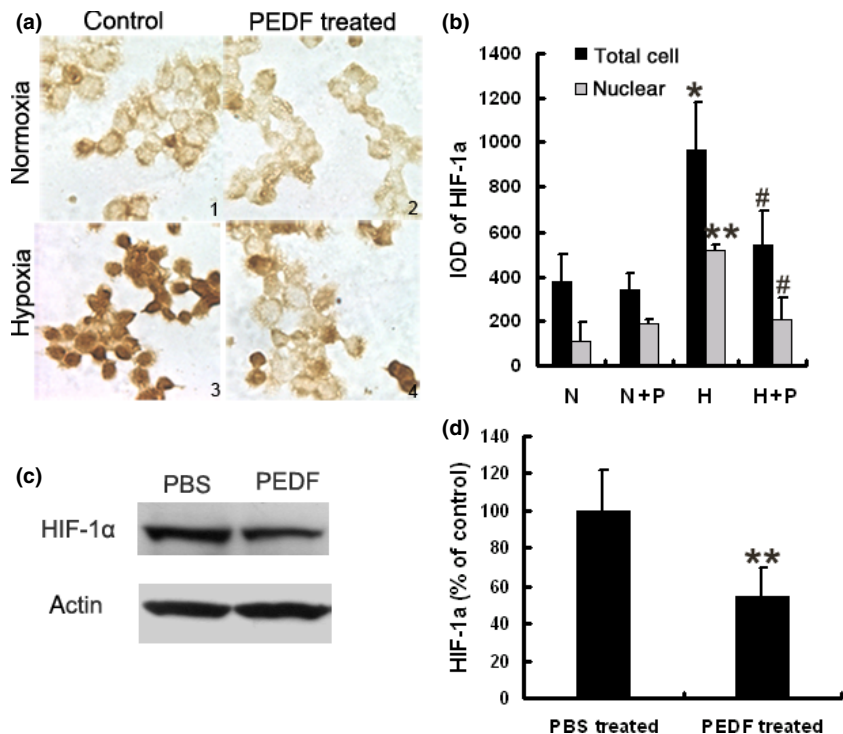 (a)
Control
PEDF treated
Normoxia
Hypoxia
1
2
3
4
(b)
IOD of HIF-1a
1400
1200
1000
800
600
400
200
0
Total cell
Nuclear
*
**
#
#
N
N+P
H
H+P
(c)
PBS
PEDF
HIF-1α
Actin
(d)
HIF-1a (% of control)
140
120
100
80
60
40
20
0
**
PBS treated
PEDF treated